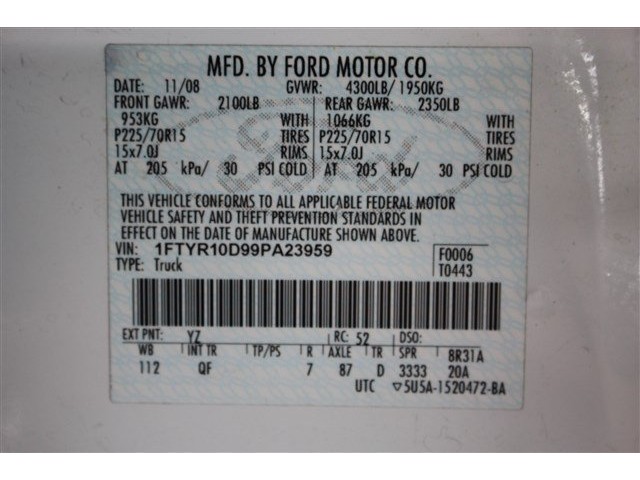 MFD. BY FORD MOTOR CO.
DATE: 11/08 GVWR: 4300LB/ 1950KG
FRONT GAWR: 2100LB REAR GAWR: 2350LB
953KG WITH 1066KG WITH
P225/70R15 TIRES P225/70R15 TIRES
15x7.0J RIMS 15x7.0J RIMS
AT 205 kPa/ 30 PSI COLD AT 205 kPa/ 30 PSI COLD
Ford
THIS VEHICLE CONFORMS TO ALL APPLICABLE FEDERAL MOTOR
VEHICLE SAFETY AND THEFT PREVENTION STANDARDS IN
EFFECT ON THE DATE OF MANUFACTURE SHOWN ABOVE.
VIN: 1FTYR10D99PA23959 F0006
TYPE: Truck T0443
EXT PNT: YZ RC: 52 DSO:
WB INT TR TP/PS R AXLE TR SPR 8R31A
112 QF 7 87 D 3333 20A
UTC ▽5U5A-1520472-BA